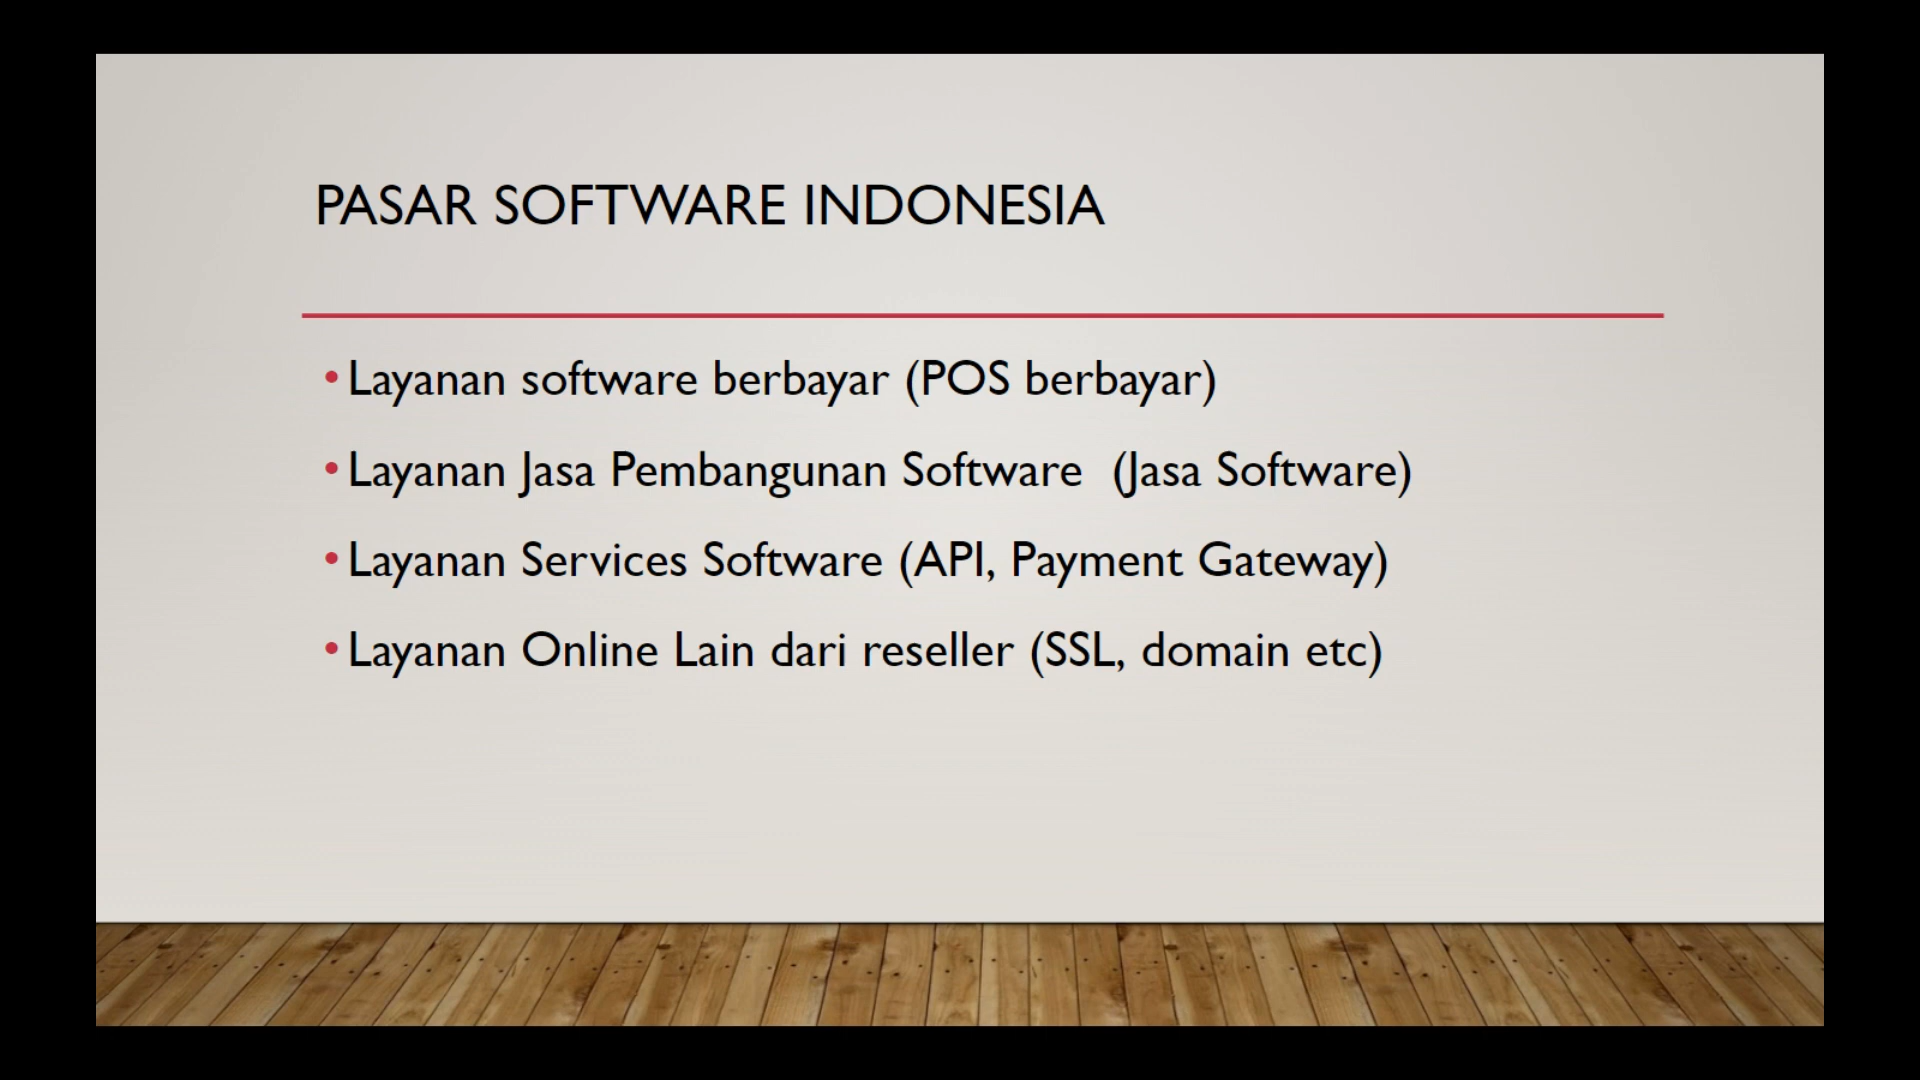 PASAR SOFTWARE INDONESIA
• Layanan software berbayar (POS berbayar)
• Layanan Jasa Pembangunan Software  (Jasa Software)
• Layanan Services Software (API, Payment Gateway)
• Layanan Online Lain dari reseller (SSL, domain etc)